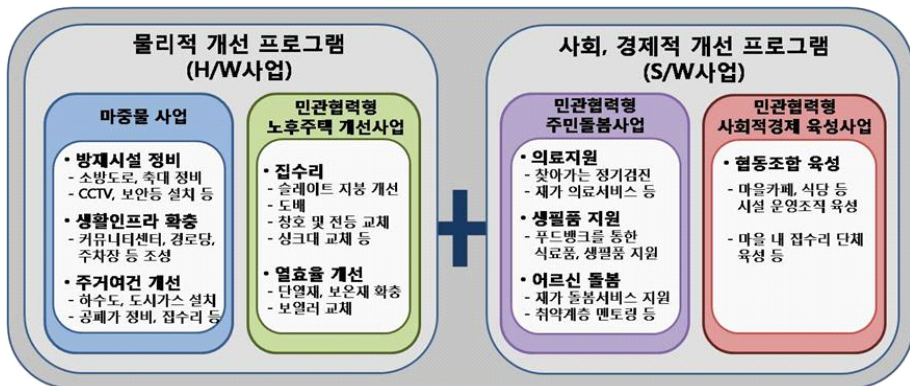 물리적 개선 프로그램
(H/W사업)
마중물 사업
• 방재시설 정비
- 소방도로, 축대 정비
- CCTV, 보안등 설치 등
• 생활인프라 확충
- 커뮤니티센터, 경로당,
주차장 등 조성
• 주거여건 개선
- 하수도, 도시가스 설치
- 공폐가 정비, 집수리 등
민관협력형
노후주택 개선사업
• 집수리
- 슬레이트 지붕 개선
- 도배
- 창호 및 전등 교체
- 싱크대 교체 등
• 열효율 개선
- 단열재, 보온재 확충
- 보열러 교체
사회, 경제적 개선 프로그램
(S/W사업)
민관협력형
주민돌봄사업
• 의료지원
- 찾아가는 정기검진
- 재가 의료서비스 등
• 생필품 지원
- 푸드뱅크를 통한
식료품, 생필품 지원
• 어르신 돌봄
- 재가 돌봄서비스 지원
- 취약계층 멘토링 등
민관협력형
사회적경제 육성사업
• 협동조합 육성
- 마을카페, 식당 등
시설 운영조직 육성
- 마을 내 집수리 단체
육성 등